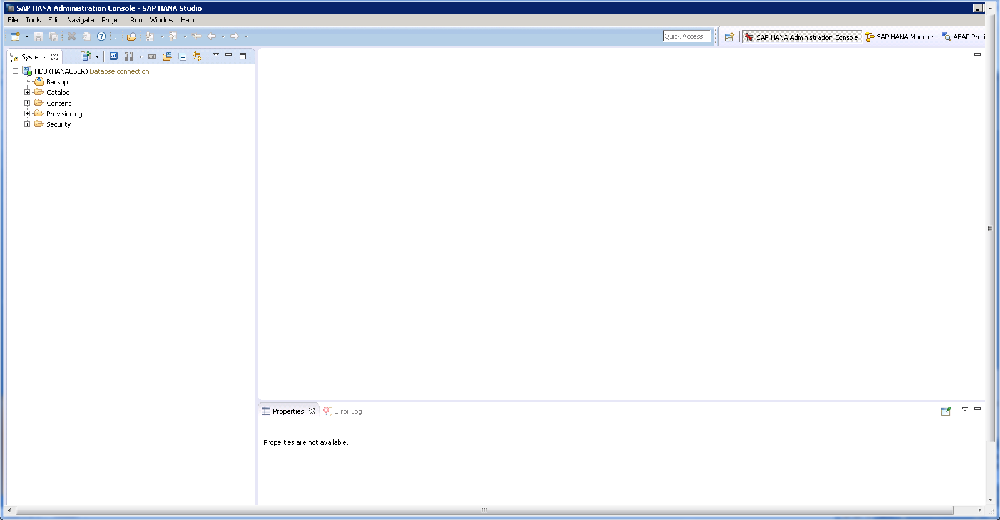 SAP HANA Administration Console - SAP HANA Studio
File Tools Edit Navigate Project Run Window Help
Quick Access SAP HANA Administration Console SAP HANA Modeler ABAP Profi
Systems SQL
HDB (HANAUSER) Databse connection
Backup
Catalog
Content
Provisioning
Security
Properties Error Log
Properties are not available.